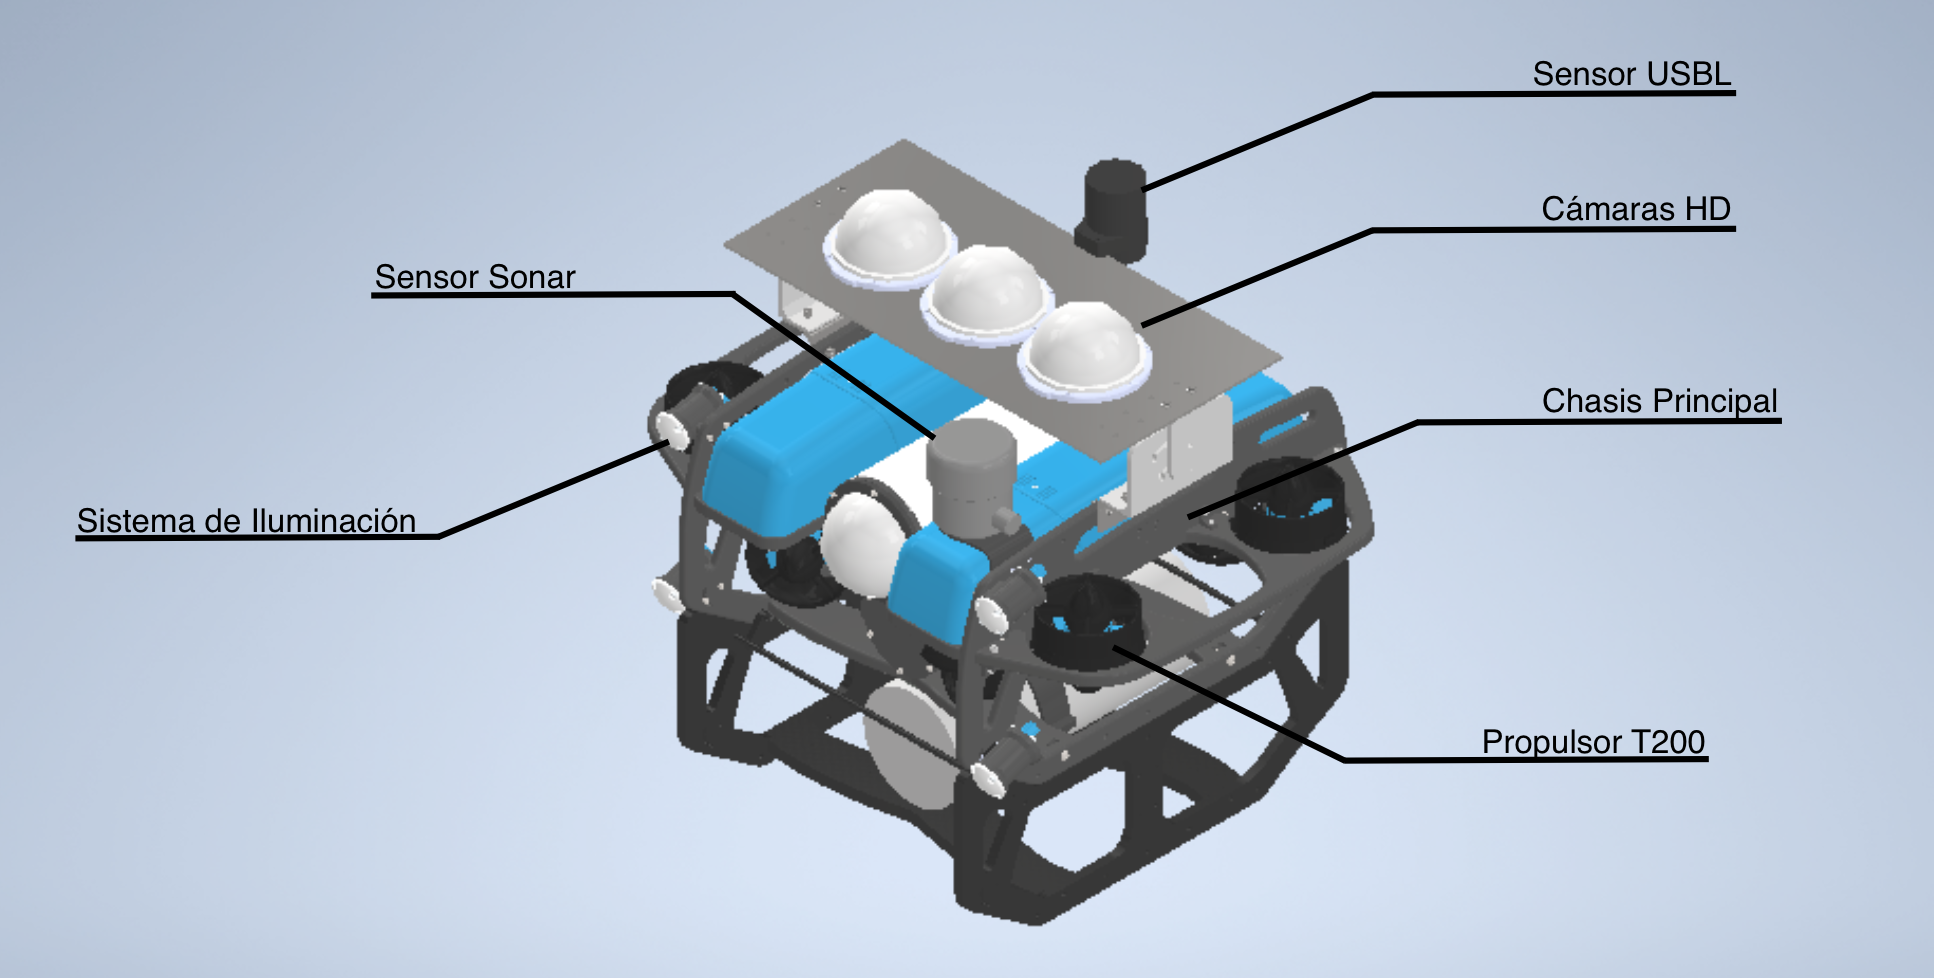 Sensor USBL
Cámaras HD
Sensor Sonar
Chasis Principal
Sistema de Iluminación
Propulsor T200